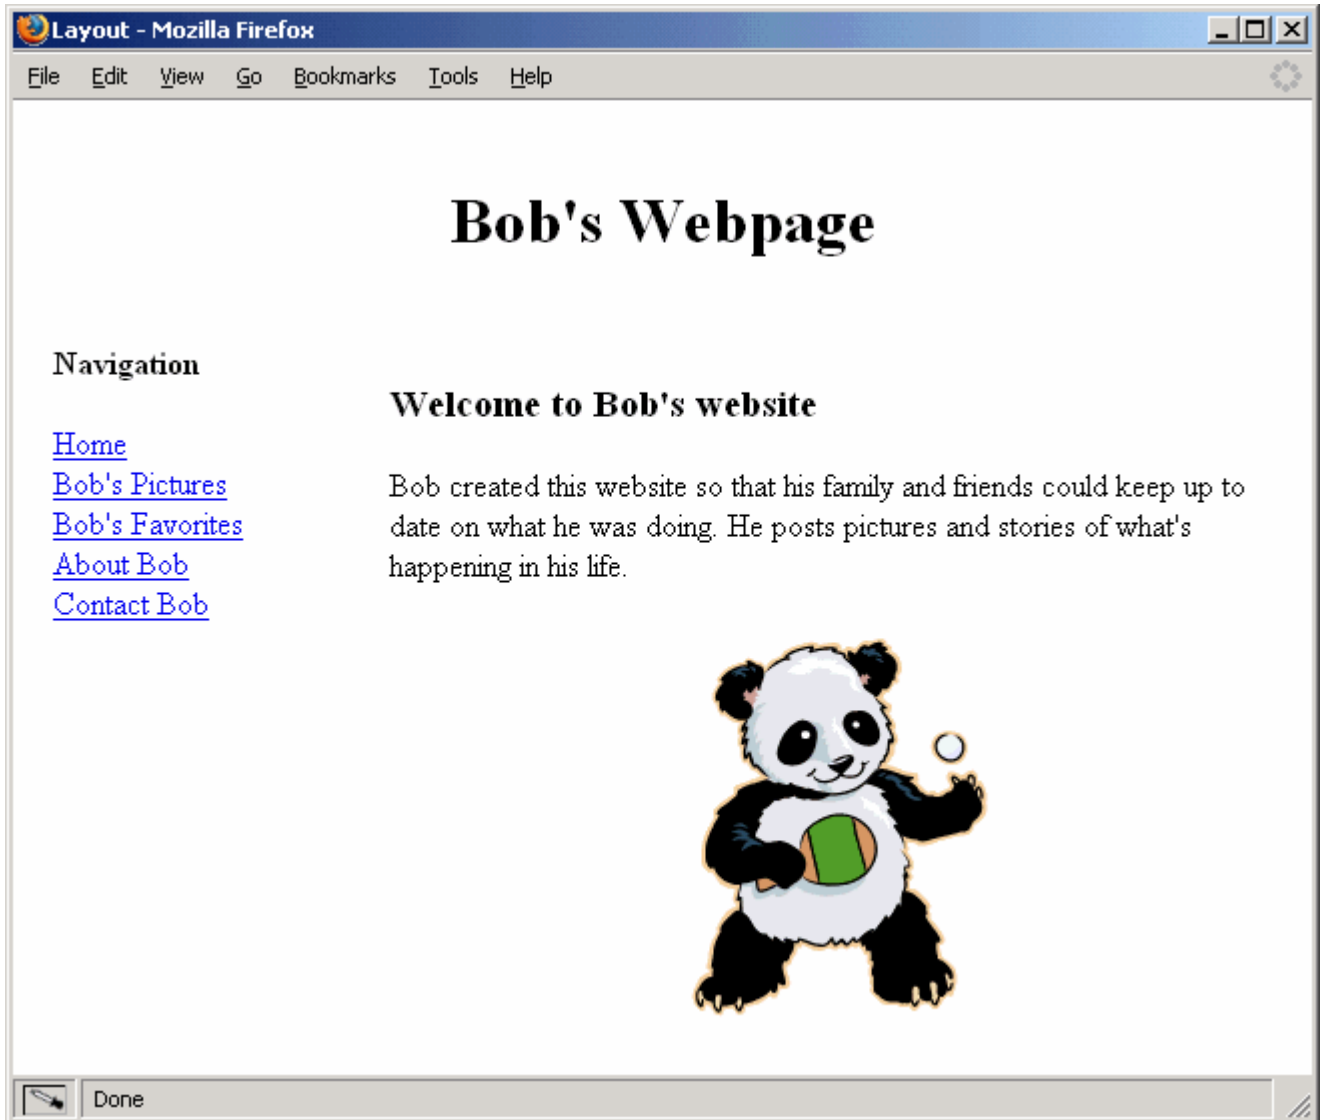 Layout - Mozilla Firefox
File Edit View Go Bookmarks Tools Help
Bob's Webpage
Navigation
Home
Bob's Pictures
Bob's Favorites
About Bob
Contact Bob
Welcome to Bob's website
Bob created this website so that his family and friends could keep up to
date on what he was doing. He posts pictures and stories of what's
happening in his life.
Done